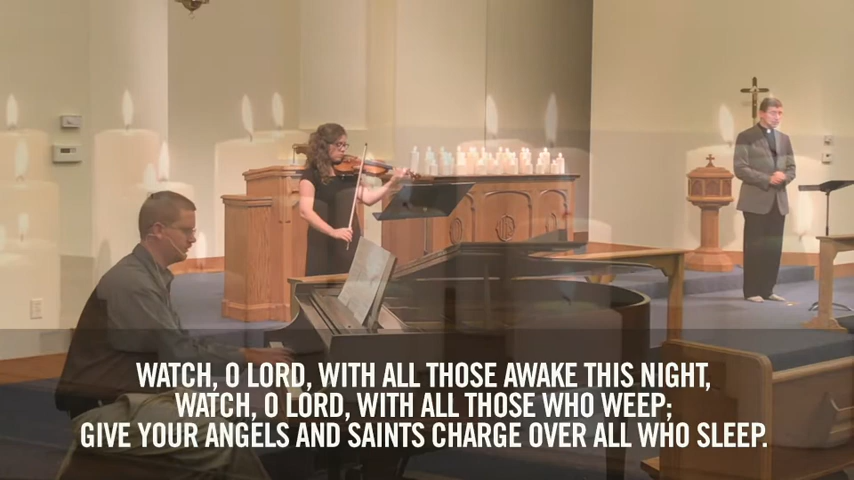 WATCH, O LORD, WITH ALL THOSE AWAKE THIS NIGHT,
WATCH, O LORD, WITH ALL THOSE WHO WEEP;
GIVE YOUR ANGELS AND SAINTS CHARGE OVER ALL WHO SLEEP.